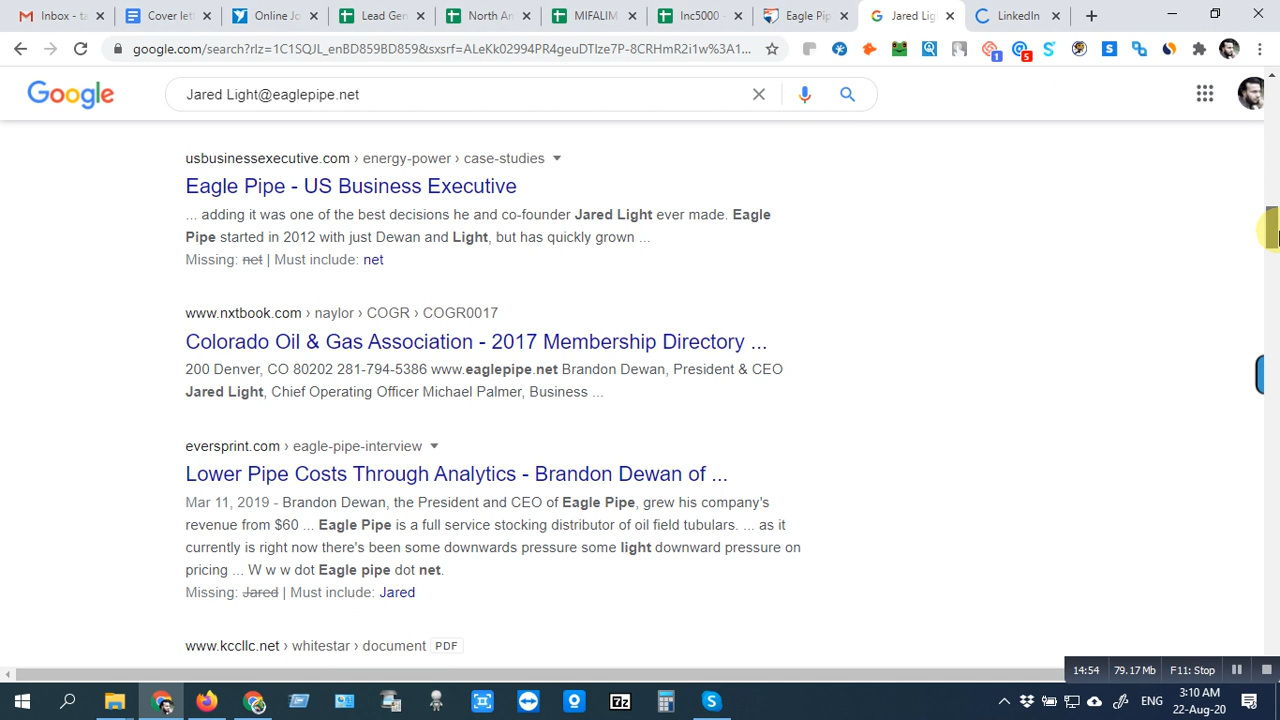 Inbox - ta
Cover let
Online Jo
Lead Gen
North A
MIFALIM
Inc5000 -
Eagle Pip
Jared Lig
LinkedIn
google.com/search?rlz=1C1SQJL_enBD859BD859&sxsrf=ALeKk02994PR4geuDTlze7P-8CRHmR2i1w%3A1...
1
5
S
S
Google
Jared Light@eaglepipe.net
usbusinessexecutive.com › energy-power › case-studies
Eagle Pipe - US Business Executive
... adding it was one of the best decisions he and co-founder Jared Light ever made. Eagle
Pipe started in 2012 with just Dewan and Light, but has quickly grown ...
Missing: net | Must include: net
www.nxtbook.com › naylor › COGR › COGR0017
Colorado Oil & Gas Association - 2017 Membership Directory ...
200 Denver, CO 80202 281-794-5386 www.eaglepipe.net Brandon Dewan, President & CEO
Jared Light, Chief Operating Officer Michael Palmer, Business ...
eversprint.com › eagle-pipe-interview
Lower Pipe Costs Through Analytics - Brandon Dewan of ...
Mar 11, 2019 - Brandon Dewan, the President and CEO of Eagle Pipe, grew his company's
revenue from $60 ... Eagle Pipe is a full service stocking distributor of oil field tubulars. ... as it
currently is right now there's been some downwards pressure some light downward pressure on
pricing ... W w w dot Eagle pipe dot net.
Missing: Jared | Must include: Jared
www.kccllc.net › whitestar › document PDF
14:54 79.17 Mb F11: Stop
7z
S
ENG
3:10 AM
22-Aug-20